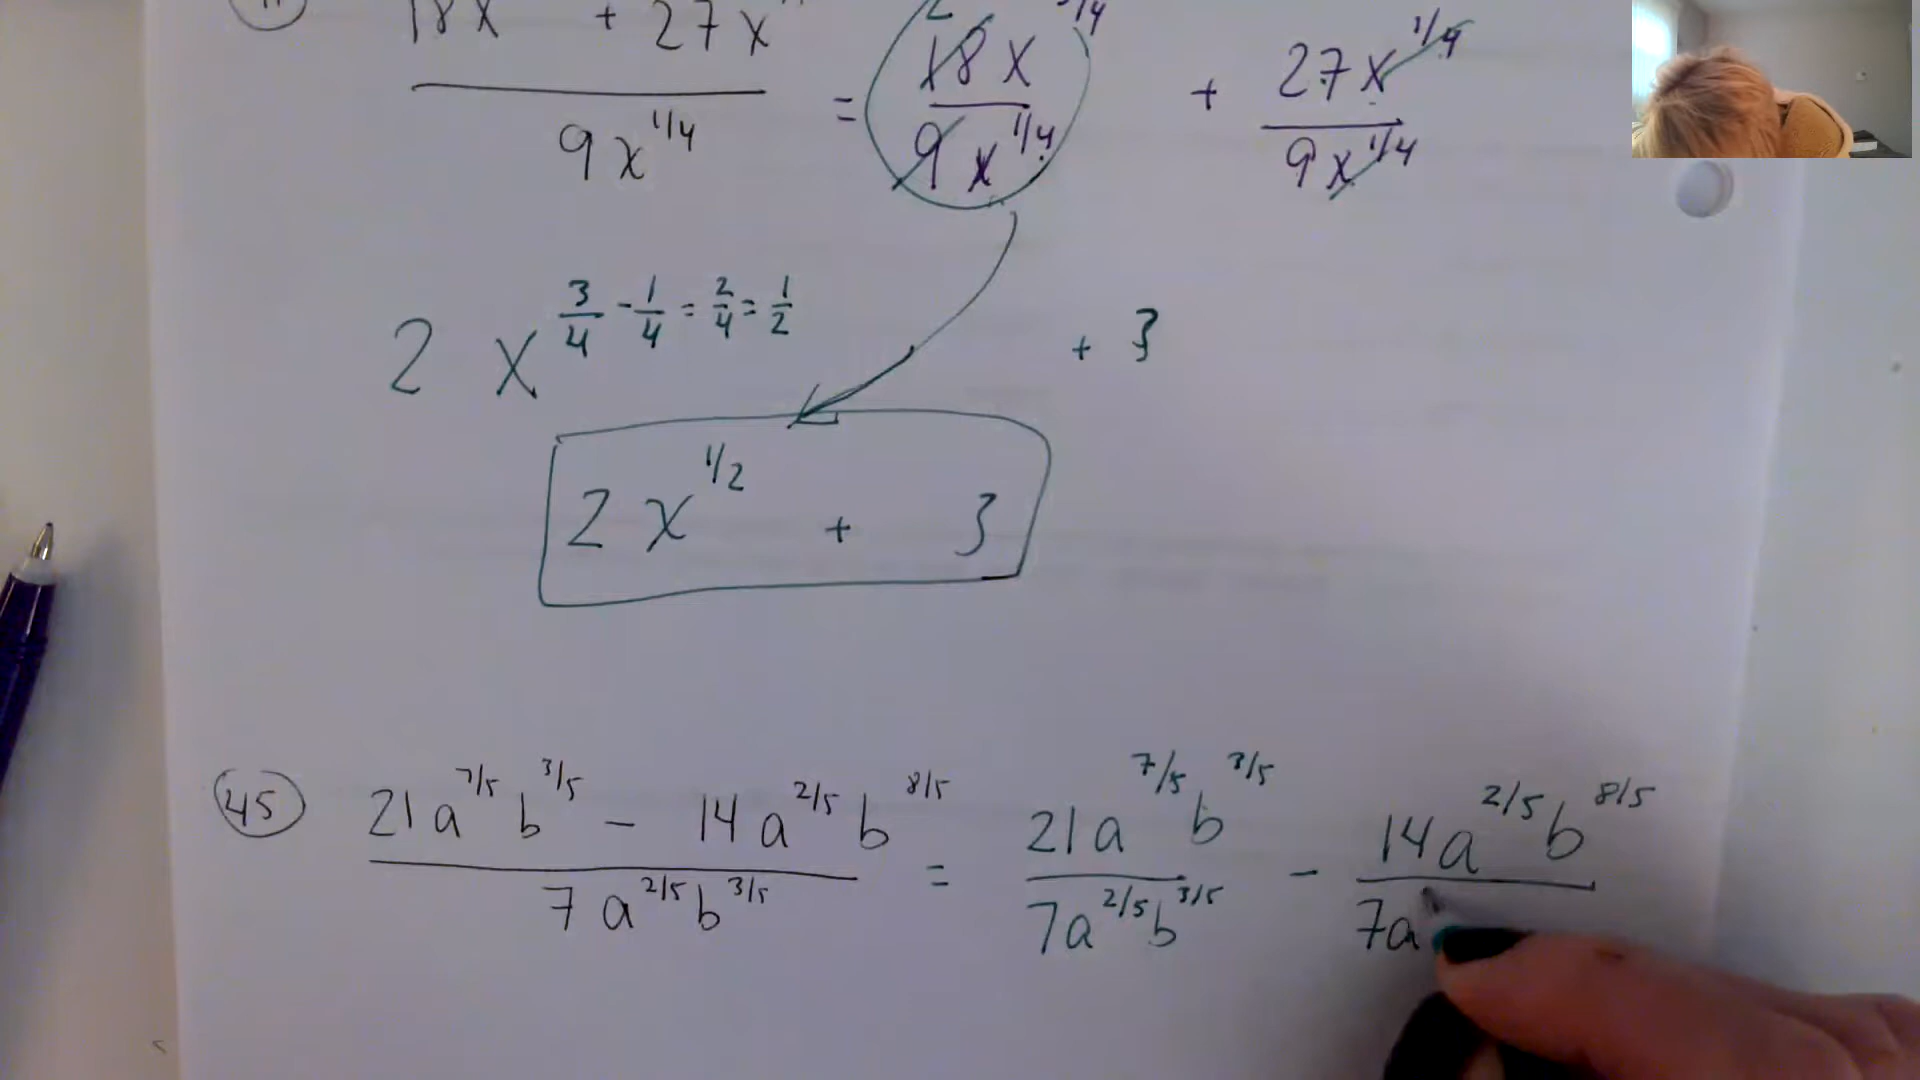 18x + 27x = 18x^3/4 + 27x^1/4
9x^1/4 9x^1/4 9x^1/4
2
2 x^3/4 - 1/4 = 2/4 = 1/2 + 3
2x^1/2 + 3
45 21a^7/5 b^3/5 - 14a^2/5 b^8/5 = 21a^7/5 b^3/5 - 14a^2/5 b^8/5
7a^2/5 b^3/5 7a^2/5 b^3/5 7a